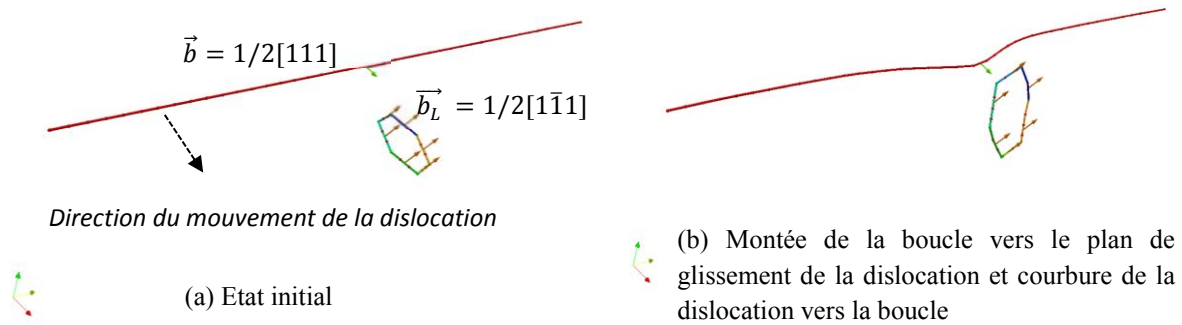 b⃗ = 1/2[111]
b_L⃗ = 1/2[11̅1]
Direction du mouvement de la dislocation
(a) Etat initial
(b) Montée de la boucle vers le plan de
glissement de la dislocation et courbure de la
dislocation vers la boucle